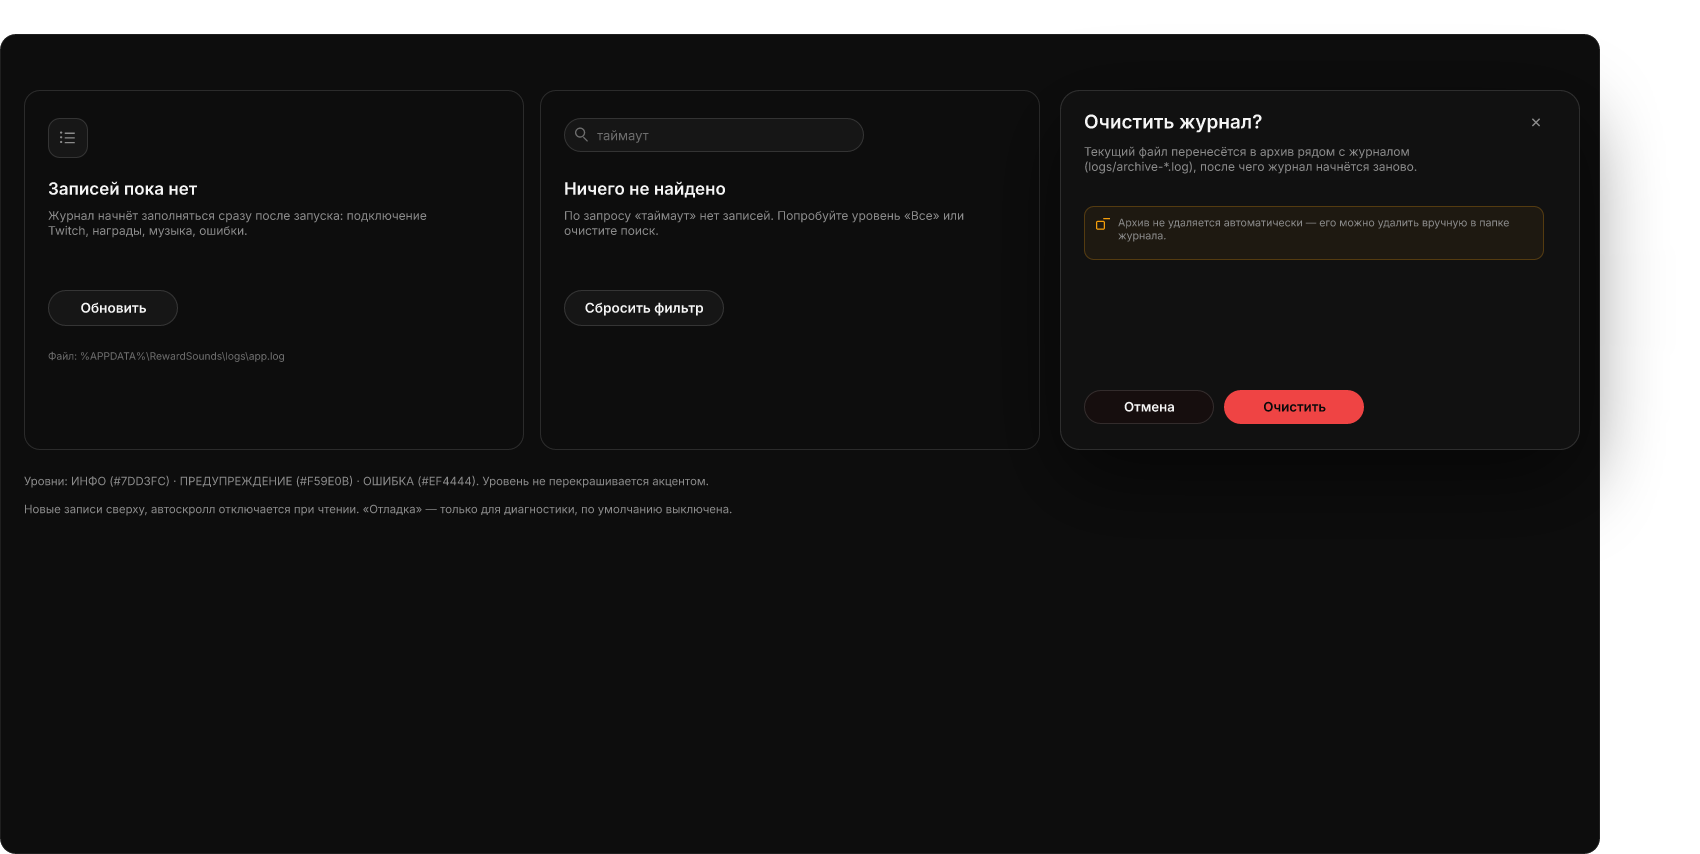 Записей пока нет
Журнал начнёт заполняться сразу после запуска: подключение
Twitch, награды, музыка, ошибки.
Обновить
Файл: %APPDATA%\RewardSounds\logs\app.log
таймаут
Ничего не найдено
По запросу «таймаут» нет записей. Попробуйте уровень «Все» или
очистите поиск.
Сбросить фильтр
Очистить журнал?
Текущий файл перенесётся в архив рядом с журналом
(logs/archive-*.log), после чего журнал начнётся заново.
Архив не удаляется автоматически — его можно удалить вручную в папке
журнала.
Отмена
Очистить
Уровни: ИНФО (#7DD3FC) · ПРЕДУПРЕЖДЕНИЕ (#F59E0B) · ОШИБКА (#EF4444). Уровень не перекрашивается акцентом.
Новые записи сверху, автоскролл отключается при чтении. «Отладка» — только для диагностики, по умолчанию выключена.